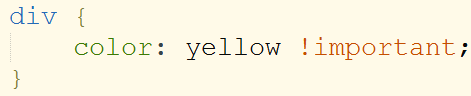 div {
    color: yellow !important;
}